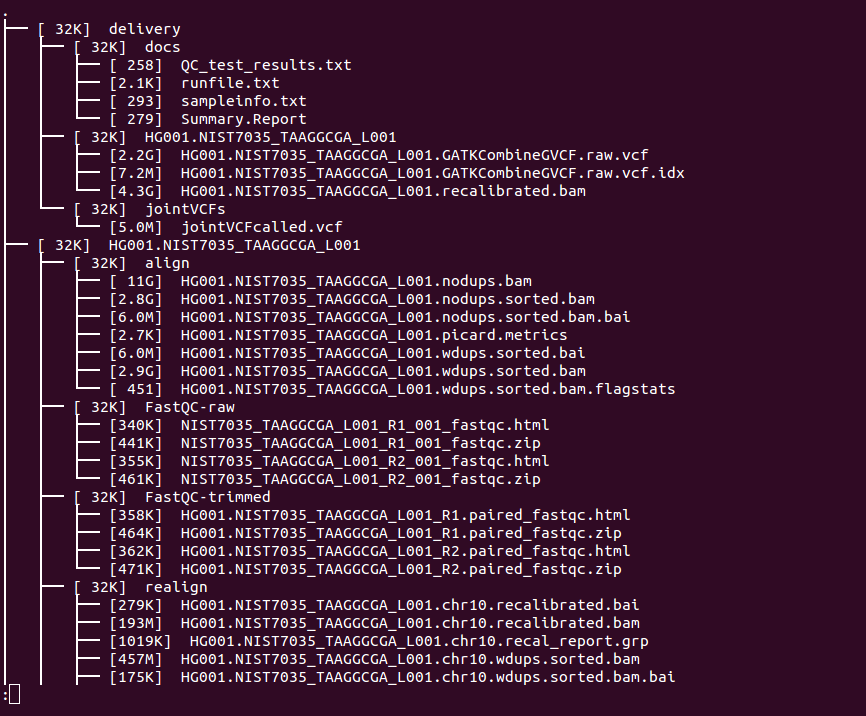 .
├── [ 32K]  delivery
│   ├── [ 32K]  docs
│   │   ├── [ 258]  QC_test_results.txt
│   │   ├── [2.1K]  runfile.txt
│   │   ├── [ 293]  sampleinfo.txt
│   │   └── [ 279]  Summary.Report
│   ├── [ 32K]  HG001.NIST7035_TAAGGCGA_L001
│   │   ├── [2.2G]  HG001.NIST7035_TAAGGCGA_L001.GATKCombineGVCF.raw.vcf
│   │   ├── [7.2M]  HG001.NIST7035_TAAGGCGA_L001.GATKCombineGVCF.raw.vcf.idx
│   │   └── [4.3G]  HG001.NIST7035_TAAGGCGA_L001.recalibrated.bam
│   └── [ 32K]  jointVCFs
│       └── [5.0M]  jointVCFcalled.vcf
├── [ 32K]  HG001.NIST7035_TAAGGCGA_L001
│   ├── [ 32K]  align
│   │   ├── [ 11G]  HG001.NIST7035_TAAGGCGA_L001.nodups.bam
│   │   ├── [2.8G]  HG001.NIST7035_TAAGGCGA_L001.nodups.sorted.bam
│   │   ├── [6.0M]  HG001.NIST7035_TAAGGCGA_L001.nodups.sorted.bam.bai
│   │   ├── [2.7K]  HG001.NIST7035_TAAGGCGA_L001.picard.metrics
│   │   ├── [6.0M]  HG001.NIST7035_TAAGGCGA_L001.wdups.sorted.bai
│   │   ├── [2.9G]  HG001.NIST7035_TAAGGCGA_L001.wdups.sorted.bam
│   │   └── [ 451]  HG001.NIST7035_TAAGGCGA_L001.wdups.sorted.bam.flagstats
│   ├── [ 32K]  FastQC-raw
│   │   ├── [340K]  NIST7035_TAAGGCGA_L001_R1_001_fastqc.html
│   │   ├── [441K]  NIST7035_TAAGGCGA_L001_R1_001_fastqc.zip
│   │   ├── [355K]  NIST7035_TAAGGCGA_L001_R2_001_fastqc.html
│   │   └── [461K]  NIST7035_TAAGGCGA_L001_R2_001_fastqc.zip
│   ├── [ 32K]  FastQC-trimmed
│   │   ├── [358K]  HG001.NIST7035_TAAGGCGA_L001_R1.paired_fastqc.html
│   │   ├── [464K]  HG001.NIST7035_TAAGGCGA_L001_R1.paired_fastqc.zip
│   │   ├── [362K]  HG001.NIST7035_TAAGGCGA_L001_R2.paired_fastqc.html
│   │   └── [471K]  HG001.NIST7035_TAAGGCGA_L001_R2.paired_fastqc.zip
│   ├── [ 32K]  realign
│   │   ├── [279K]  HG001.NIST7035_TAAGGCGA_L001.chr10.recalibrated.bai
│   │   ├── [193M]  HG001.NIST7035_TAAGGCGA_L001.chr10.recalibrated.bam
│   │   ├── [1019K]  HG001.NIST7035_TAAGGCGA_L001.chr10.recal_report.grp
│   │   ├── [457M]  HG001.NIST7035_TAAGGCGA_L001.chr10.wdups.sorted.bam
│   │   ├── [175K]  HG001.NIST7035_TAAGGCGA_L001.chr10.wdups.sorted.bam.bai
: